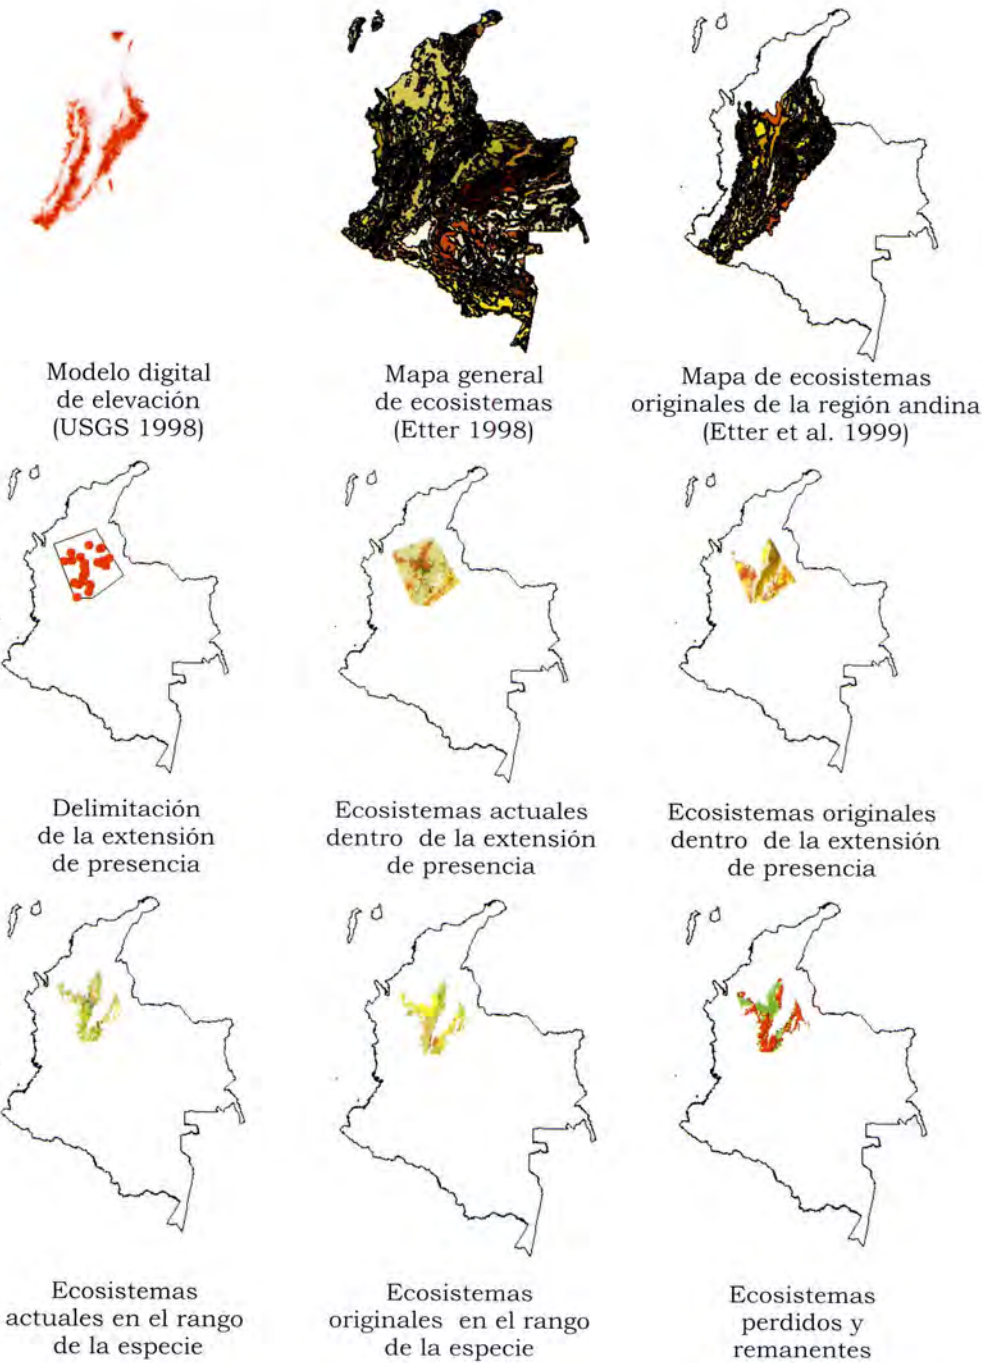 Modelo digital
de elevación
(USGS 1998)
Mapa general
de ecosistemas
(Etter 1998)
Mapa de ecosistemas
originales de la región andina
(Etter et al. 1999)
Delimitación
de la extensión
de presencia
Ecosistemas actuales
dentro de la extensión
de presencia
Ecosistemas originales
dentro de la extensión
de presencia
Ecosistemas
actuales en el rango
de la especie
Ecosistemas
originales en el rango
de la especie
Ecosistemas
perdidos y
remanentes